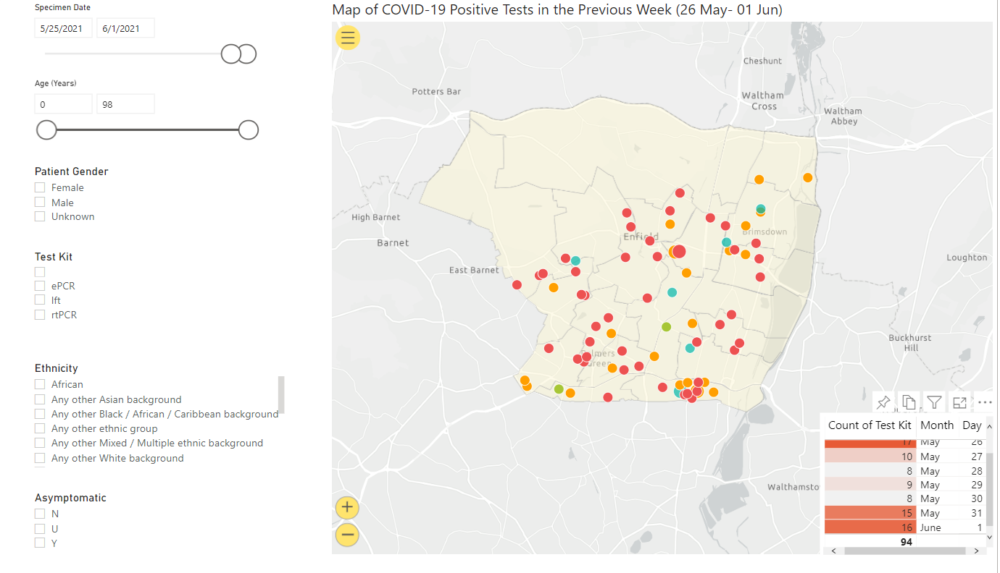 Specimen Date
5/25/2021 6/1/2021
Age (Years)
0 98
Patient Gender
Female
Male
Unknown
Test Kit
ePCR
lft
rtPCR
Ethnicity
African
Any other Asian background
Any other Black / African / Caribbean background
Any other ethnic group
Any other Mixed / Multiple ethnic background
Any other White background
Asymptomatic
N
U
Y
Map of COVID-19 Positive Tests in the Previous Week (26 May- 01 Jun)
Cheshunt
Potters Bar
Waltham
Cross
Waltham
Abbey
High Barnet
Barnet
Enfield
Brimsdown
East Barnet
Loughton
Buckhurst
Hill
Walthamsto
Count of Test Kit Month Day
17 May 26
10 May 27
8 May 28
9 May 29
8 May 30
15 May 31
16 June 1
94